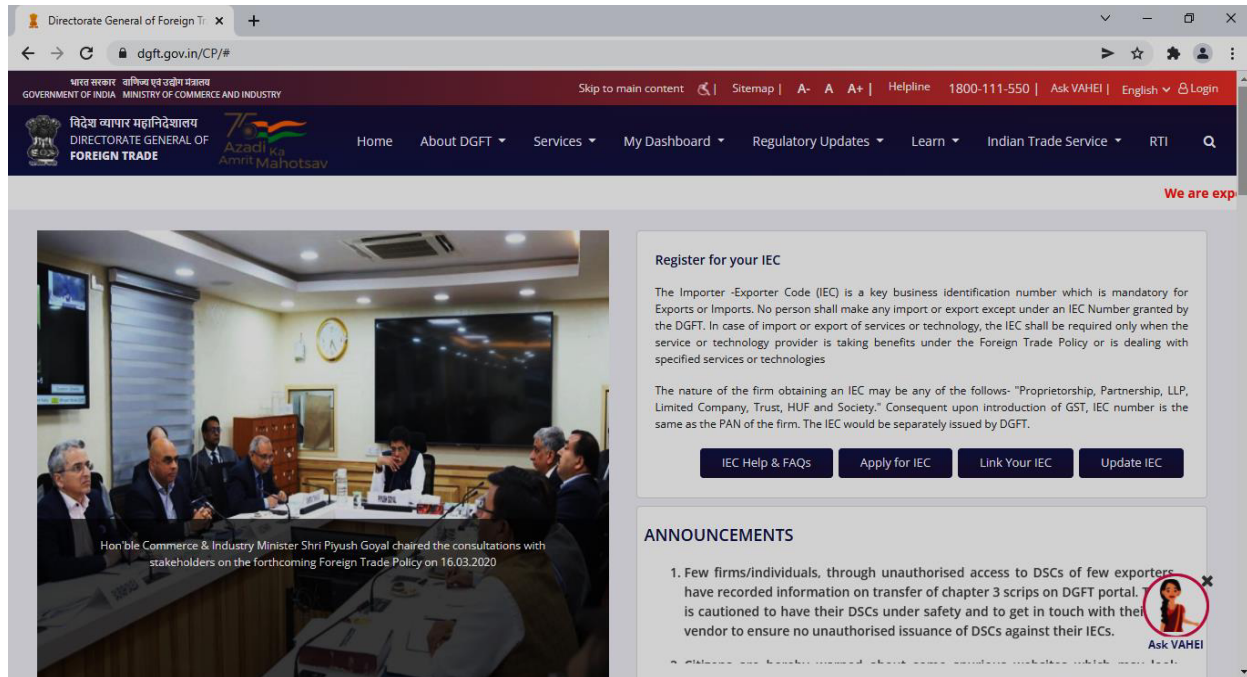 Directorate General of Foreign Tr
dgft.gov.in/CP/#
भारत सरकार वाणिज्य एवं उद्योग मंत्रालय
GOVERNMENT OF INDIA MINISTRY OF COMMERCE AND INDUSTRY
Skip to main content | Sitemap | A- A A+ | Helpline 1800-111-550 | Ask VAHEI | English Login
विदेश व्यापार महानिदेशालय
DIRECTORATE GENERAL OF
FOREIGN TRADE
75
Azadi Ka
Amrit Mahotsav
Home About DGFT Services My Dashboard Regulatory Updates Learn Indian Trade Service RTI
We are exp
Hon'ble Commerce & Industry Minister Shri Piyush Goyal chaired the consultations with
stakeholders on the forthcoming Foreign Trade Policy on 16.03.2020
Register for your IEC
The Importer -Exporter Code (IEC) is a key business identification number which is mandatory for
Exports or Imports. No person shall make any import or export except under an IEC Number granted by
the DGFT. In case of import or export of services or technology, the IEC shall be required only when the
service or technology provider is taking benefits under the Foreign Trade Policy or is dealing with
specified services or technologies
The nature of the firm obtaining an IEC may be any of the follows- "Proprietorship, Partnership, LLP,
Limited Company, Trust, HUF and Society." Consequent upon introduction of GST, IEC number is the
same as the PAN of the firm. The IEC would be separately issued by DGFT.
IEC Help & FAQs Apply for IEC Link Your IEC Update IEC
ANNOUNCEMENTS
1. Few firms/individuals, through unauthorised access to DSCs of few exporters
have recorded information on transfer of chapter 3 scrips on DGFT portal.
is cautioned to have their DSCs under safety and to get in touch with thei
vendor to ensure no unauthorised issuance of DSCs against their IECs.
Ask VAHEI